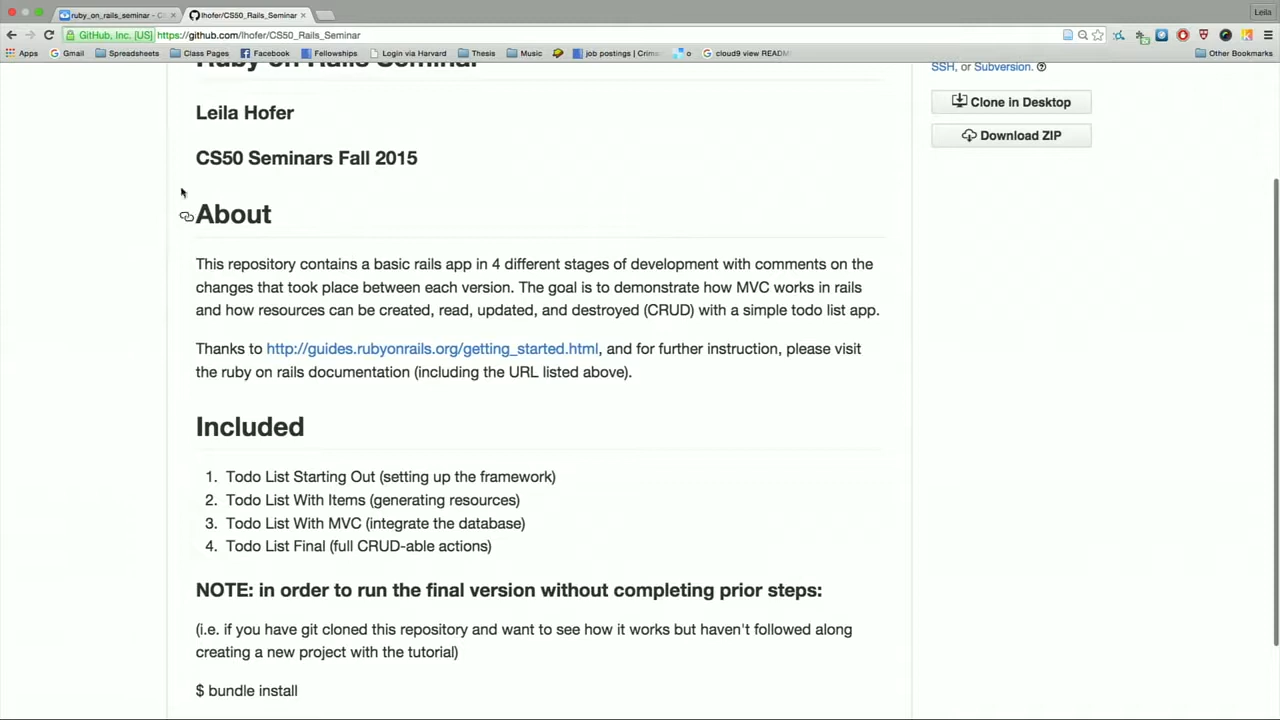 ruby_on_rails_seminar - C
lhofer/CS50_Rails_Seminar
Leila
GitHub, Inc. [US] https://github.com/lhofer/CS50_Rails_Seminar
Apps Gmail Spreadsheets Class Pages Facebook Fellowships Login via Harvard Thesis Music job postings | Crim o cloud9 view READM Other Bookmarks
Ruby on Rails Seminar
SSH, or Subversion.
Leila Hofer
Clone in Desktop
Download ZIP
CS50 Seminars Fall 2015
About
This repository contains a basic rails app in 4 different stages of development with comments on the
changes that took place between each version. The goal is to demonstrate how MVC works in rails
and how resources can be created, read, updated, and destroyed (CRUD) with a simple todo list app.
Thanks to http://guides.rubyonrails.org/getting_started.html, and for further instruction, please visit
the ruby on rails documentation (including the URL listed above).
Included
1. Todo List Starting Out (setting up the framework)
2. Todo List With Items (generating resources)
3. Todo List With MVC (integrate the database)
4. Todo List Final (full CRUD-able actions)
NOTE: in order to run the final version without completing prior steps:
(i.e. if you have git cloned this repository and want to see how it works but haven't followed along
creating a new project with the tutorial)
$ bundle install